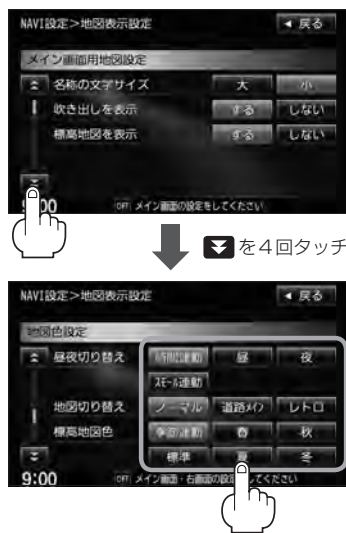 NAVI設定>地図表示設定 ◀ 戻る
メイン画面用地図設定
名称の文字サイズ 大 小
吹き出しを表示 する しない
標高地図を表示 する しない
9:00 OFF メイン画面の設定をしてください
を4回タッチ
NAVI設定>地図表示設定 ◀ 戻る
地図色設定
昼夜切り替え 時間連動 昼 夜
スモール連動
地図切り替え ノーマル 道路メイン レトロ
標高地図色 季節連動 春 秋
標準 夏 冬
9:00 OFF メイン画面・右画面の設定をしてください